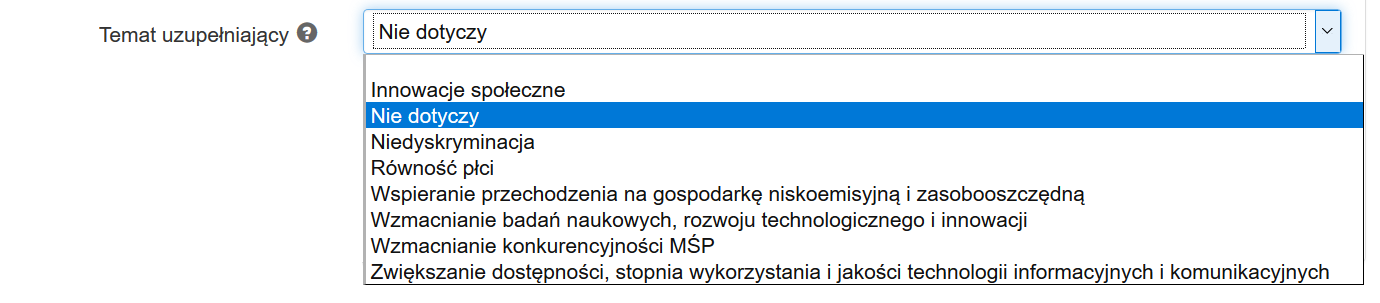 Temat uzupełniający ?
Nie dotyczy
Innowacje społeczne
Nie dotyczy
Niedyskryminacja
Równość płci
Wspieranie przechodzenia na gospodarkę niskoemisyjną i zasobooszczędną
Wzmacnianie badań naukowych, rozwoju technologicznego i innowacji
Wzmacnianie konkurencyjności MŚP
Zwiększanie dostępności, stopnia wykorzystania i jakości technologii informacyjnych i komunikacyjnych